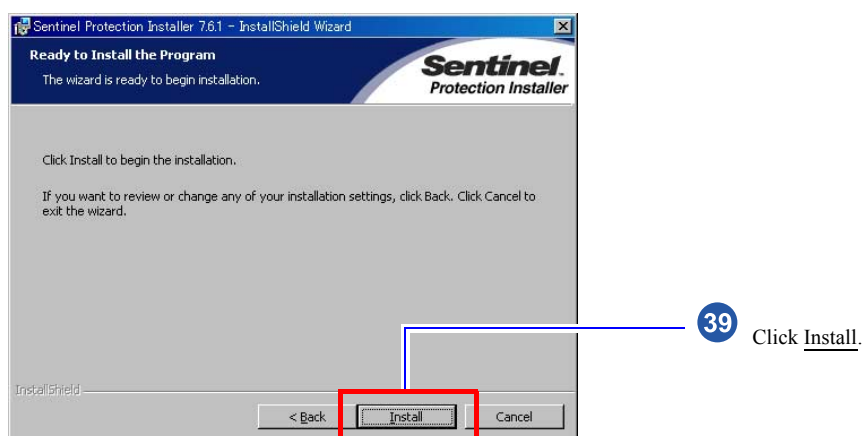 Sentinel Protection Installer 7.6.1 - InstallShield Wizard
Ready to Install the Program
The wizard is ready to begin installation.
Sentinel.
Protection Installer
Click Install to begin the installation.
If you want to review or change any of your installation settings, click Back. Click Cancel to
exit the wizard.
39
Click Install.
InstallShield
< Back
Install
Cancel